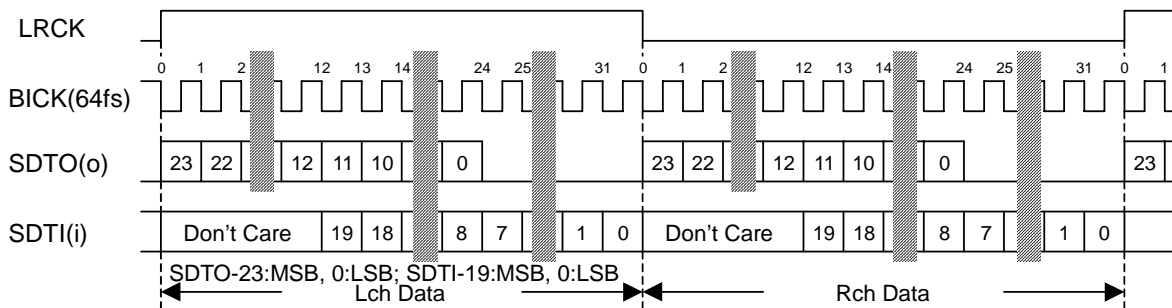 LRCK
0 1 2 12 13 14 24 25 31 0 1 2 12 13 14 24 25 31 0 1
BICK(64fs)
SDTO(o) 23 22 12 11 10 0 23 22 12 11 10 0 23
SDTI(i) Don't Care 19 18 8 7 1 0 Don't Care 19 18 8 7 1 0
SDTO-23:MSB, 0:LSB; SDTI-19:MSB, 0:LSB
Lch Data Rch Data